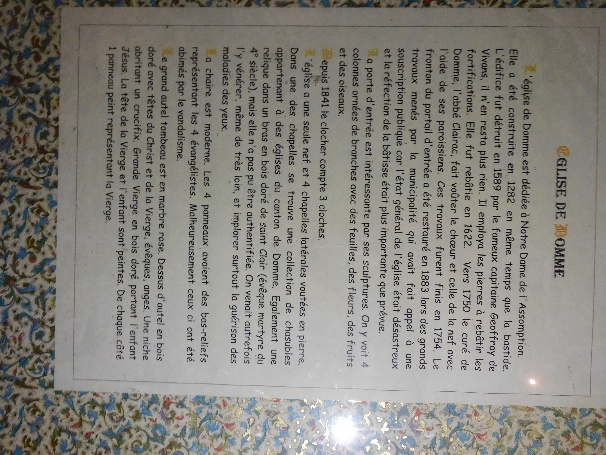 EGLISE DE DOMME
L'église de Domme est dédiée à Notre Dame de l'Assomption.
Elle a été construite en 1282 en même temps que la bastide.
L'édifice fut détruit en 1589 par le fameux capitaine Geoffroy de
Vivans, il n'en resta plus rien. Il employa les pierres à rebâtir les
fortifications. Elle fut rebâtie en 1622. Vers 1750 le curé de
Domme, l'abbé Clarac, fait voûter le chœur et celle de la nef avec
l'aide de ses paroissiens. Ces travaux furent finis en 1754. Le
fronton du portail d'entrée a été restauré en 1883 lors des grands
travaux menés par la municipalité qui avait fait appel à une
souscription publique car l'état général de l'église était désastreux
et la réfection de la bâtisse était plus importante que prévue.
La porte d'entrée est intéressante par ses sculptures. On y voit 4
colonnes ornées de branches avec des feuilles, des fleurs, des fruits
et des oiseaux.
Depuis 1841 le clocher compte 3 cloches.
L'église a une seule nef et 4 chapelles latérales voutées en pierre.
Dans une des chapelles se trouve une collection de chasubles
appartenant à des églises du canton de Domme. Egalement une
relique dans un bras en bois doré de saint Clair (évêque martyre du
4° siècle), mais elle n'a pas pu être authentifiée. On venait autrefois
l'y vénérer, même de très loin, et implorer surtout la guérison des
maladies des yeux.
La chaire est moderne. Les 4 panneaux avaient des bas-reliefs
représentant les 4 évangélistes. Malheureusement ceux ci ont été
abîmés par le vandalisme.
Le grand autel tombeau est en marbre rose. Dessus d'autel en bois
doré avec têtes du Christ et de la Vierge, évêques, anges. Une niche
abritant un crucifix. Grande Vierge en bois doré portant l'enfant
Jésus. La tête de la Vierge et l'enfant sont peintes. De chaque côté
1 panneau peint représentant la Vierge.